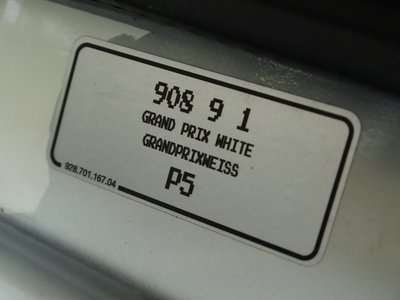 908 9 1
GRAND PRIX WHITE
GRANDPRIXWEISS
P5
928.701.167.04